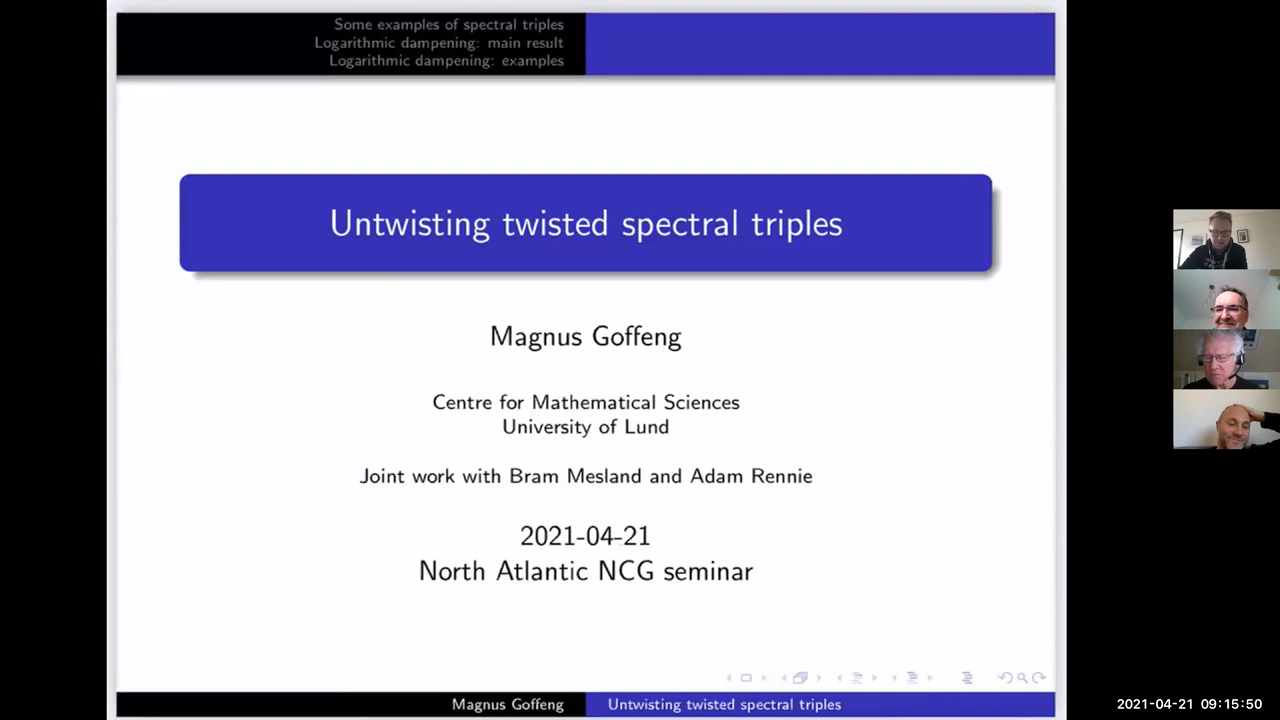 Some examples of spectral triples
Logarithmic dampening: main result
Logarithmic dampening: examples
Untwisting twisted spectral triples
Magnus Goffeng
Centre for Mathematical Sciences
University of Lund
Joint work with Bram Mesland and Adam Rennie
2021-04-21
North Atlantic NCG seminar
Magnus Goffeng
Untwisting twisted spectral triples
2021-04-21 09:15:50